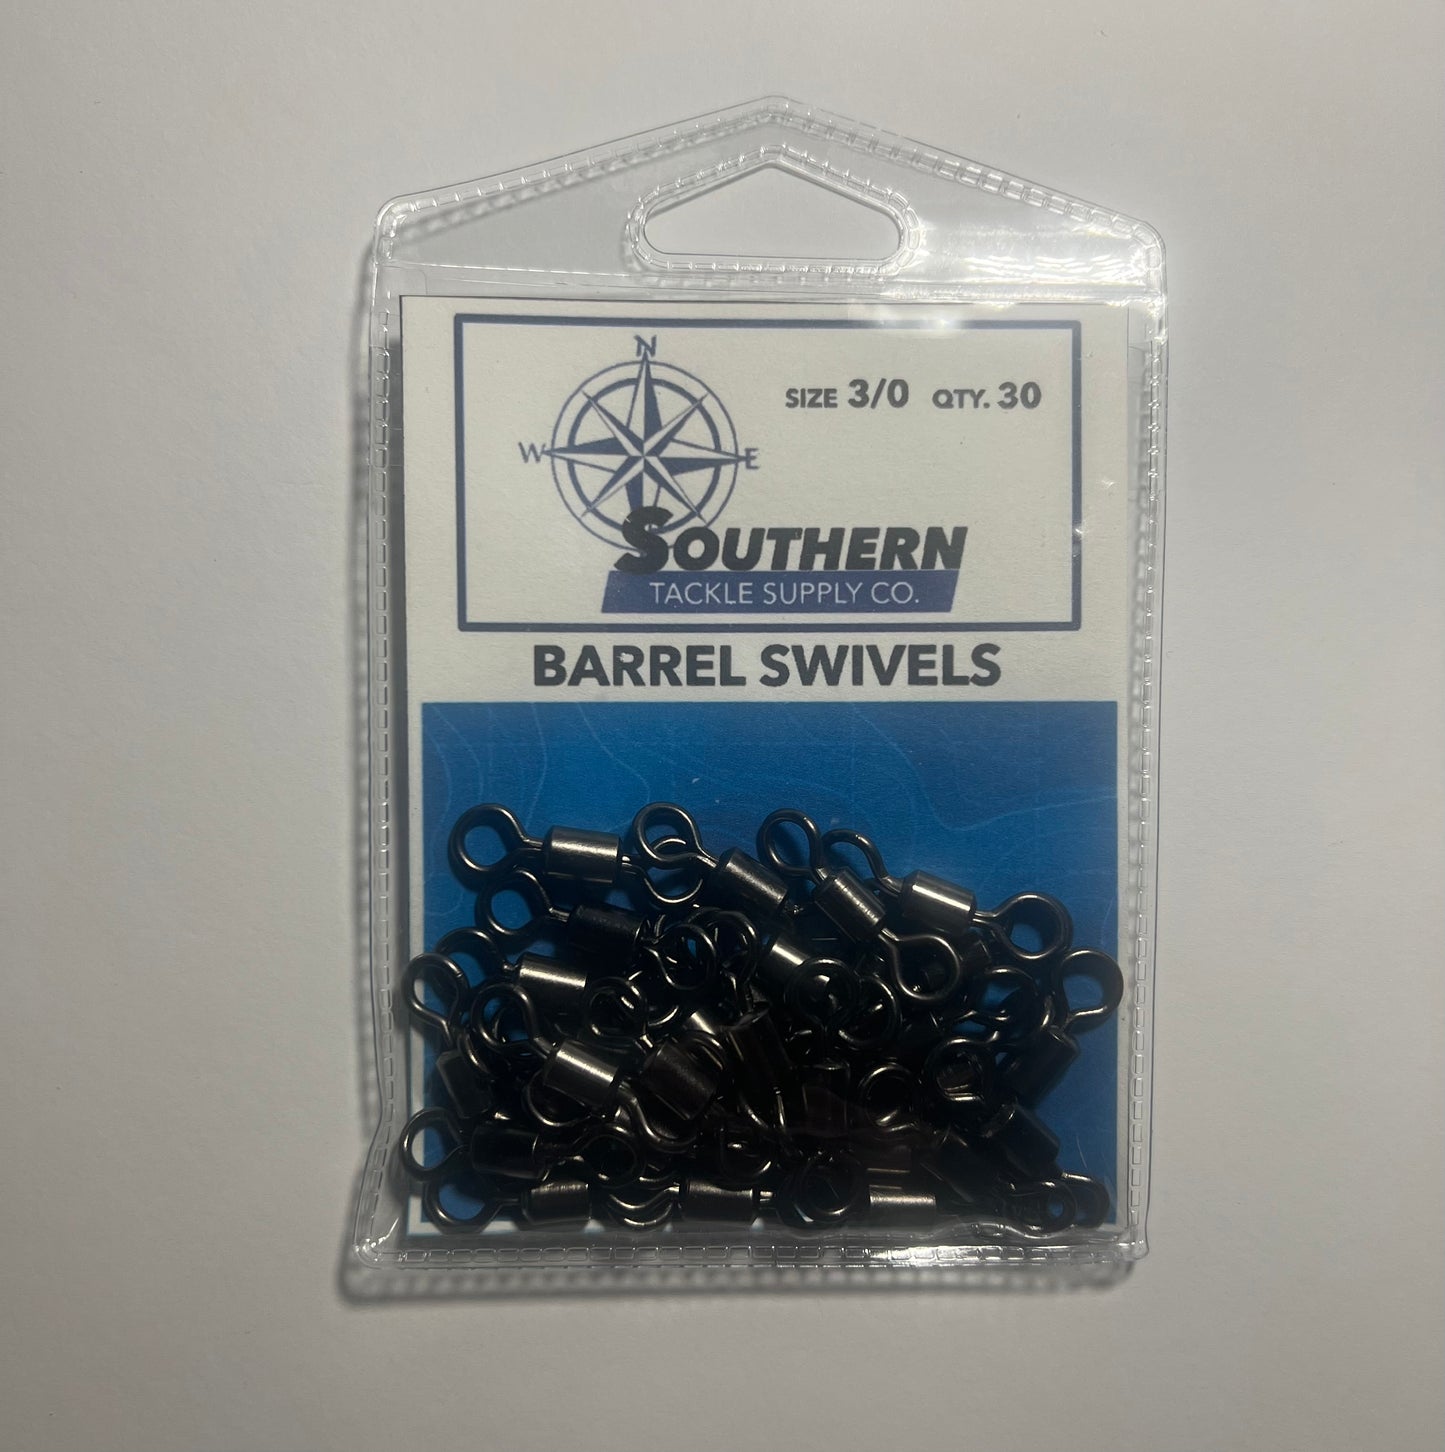 N
SIZE 3/0 QTY. 30
W E
SOUTHERN
TACKLE SUPPLY CO.
BARREL SWIVELS